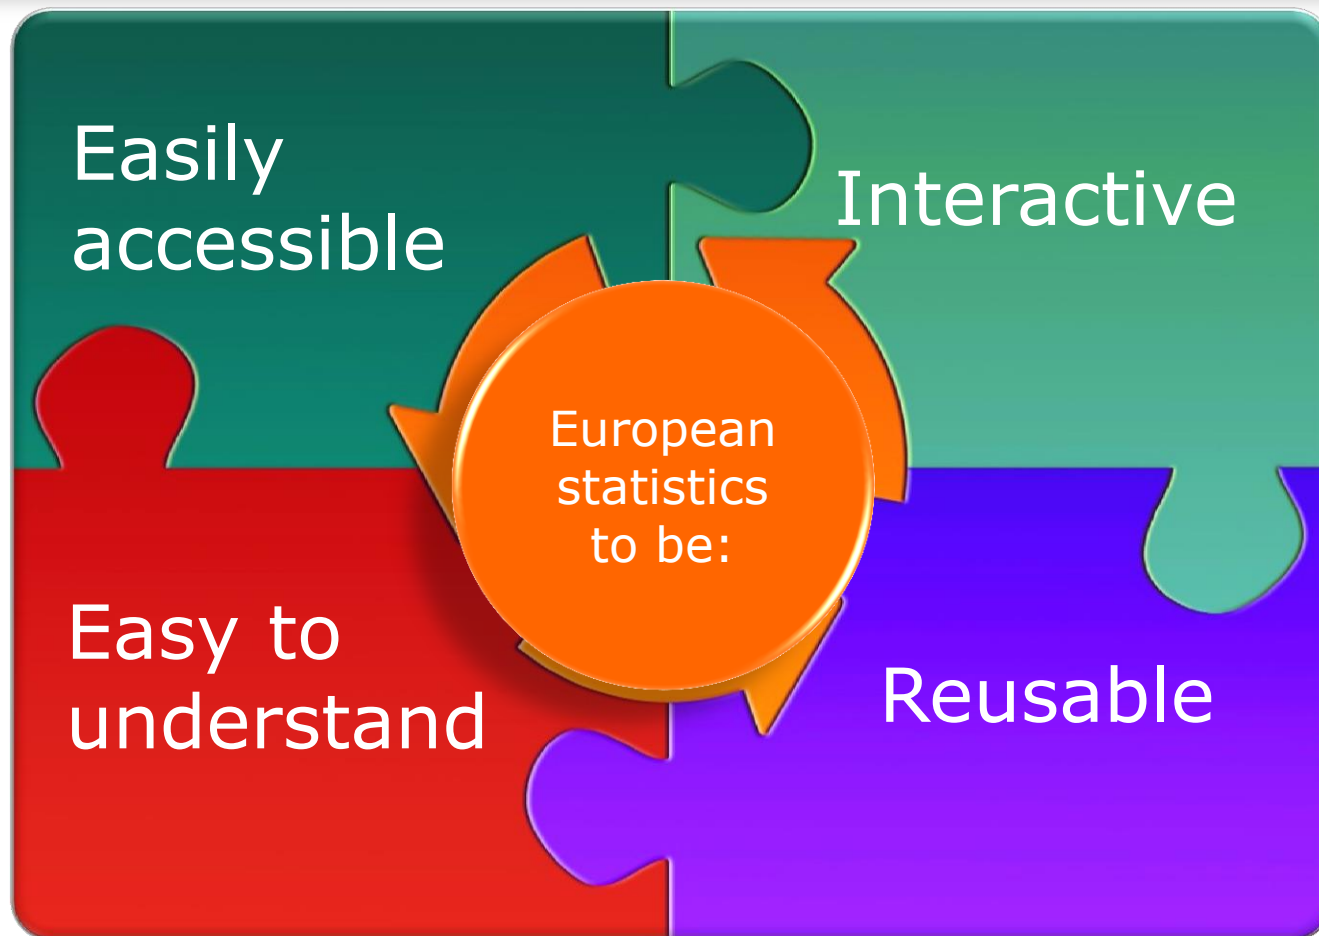 Easily
accessible
Interactive
European
statistics
to be:
Easy to
understand
Reusable